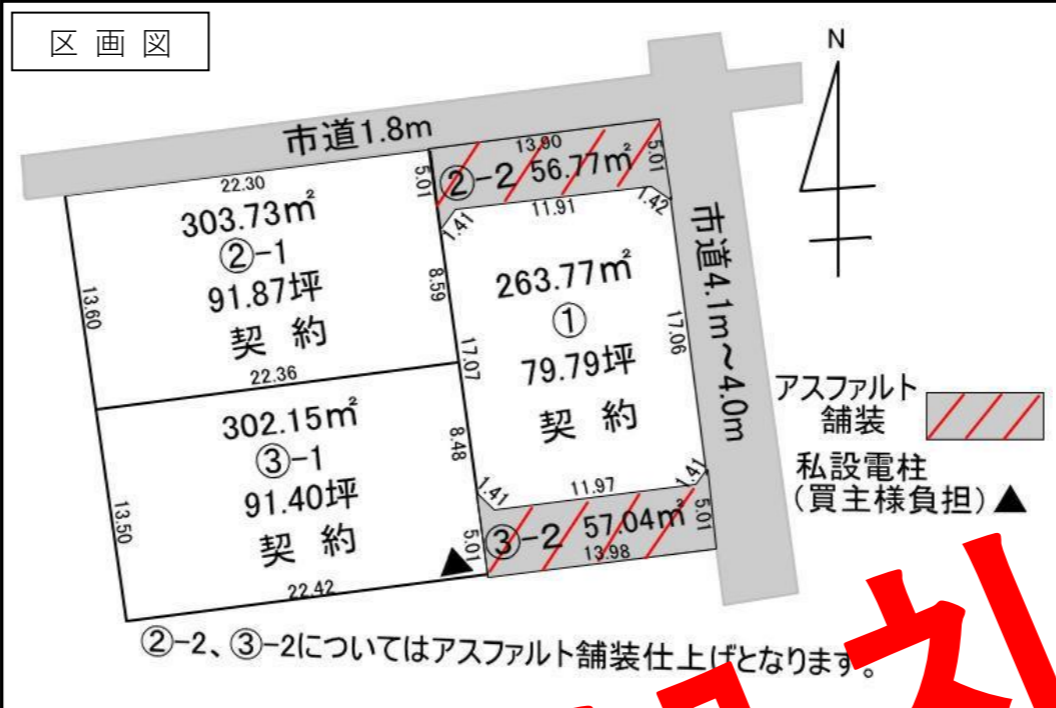 区画図
N
市道1.8m
13.90
5.01
②-2 56.77㎡
5.01
22.30
303.73㎡
②-1
91.87坪
契約
13.60
8.59
22.36
1.41
11.91
1.42
263.77㎡
①
79.79坪
契約
17.07
17.06
市道4.1m～4.0m
302.15㎡
③-1
91.40坪
契約
13.50
8.48
5.01
22.42
1.41
11.97
1.41
③-2 57.04㎡
5.01
13.98
アスファルト
舗装
私設電柱
(買主様負担)▲
②-2、③-2についてはアスファルト舗装仕上げとなります。
礼